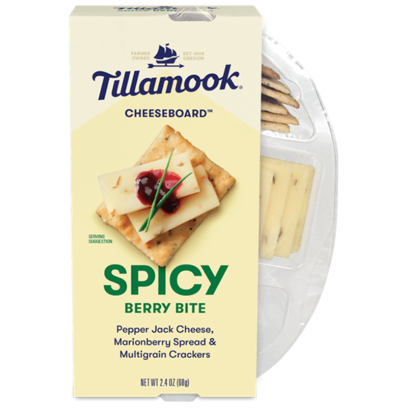 FARMER OWNED
EST. 1909 OREGON
Tillamook®
CHEESEBOARD™
SERVING SUGGESTION
SPICY
BERRY BITE
Pepper Jack Cheese,
Marionberry Spread &
Multigrain Crackers
NET WT 2.4 OZ (68g)